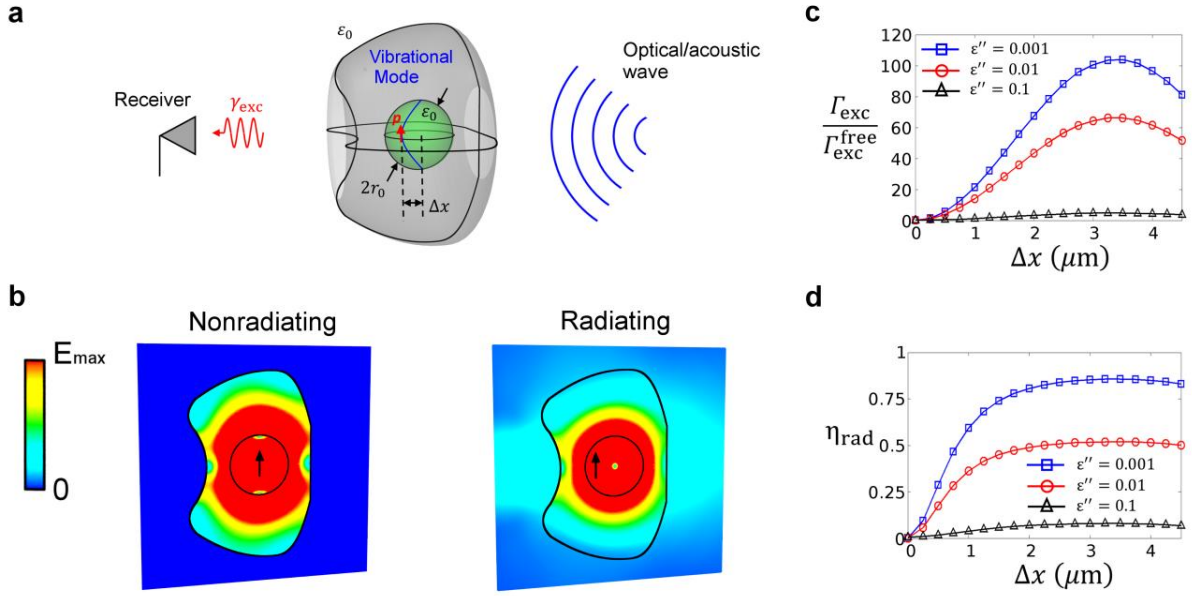 a
ε₀
Vibrational
Mode
Optical/acoustic
wave
Receiver
γexc
p
ε₀
2r₀
Δx
b
Nonradiating
Radiating
Emax
0
c
Γexc
Γexc^free
120
100
80
60
40
20
0
ε'' = 0.001
ε'' = 0.01
ε'' = 0.1
0 1 2 3 4
Δx (μm)
d
ηrad
1
0.75
0.5
0.25
0
ε'' = 0.001
ε'' = 0.01
ε'' = 0.1
0 1 2 3 4
Δx (μm)